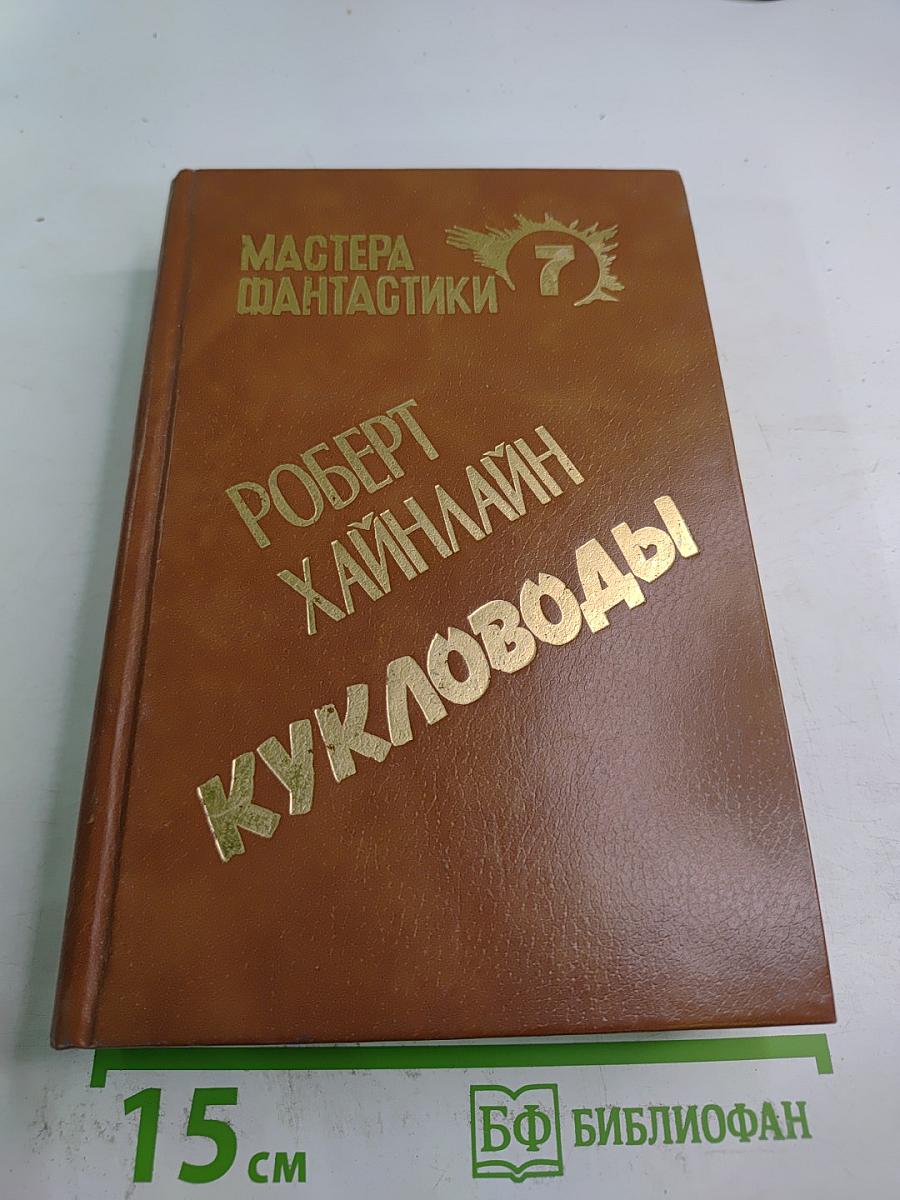 МАСТЕРА
ФАНТАСТИКИ
7
РОБЕРТ
ХАЙНЛАЙН
КУКЛОВОДЫ
15 см
БФ БИБЛИОФАН